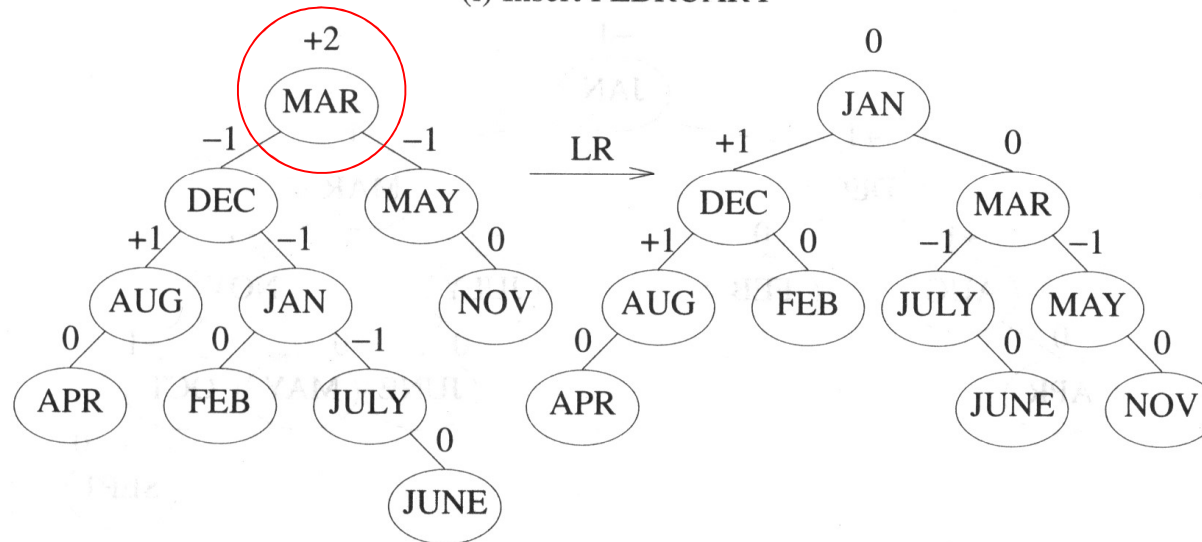 (i) Insert FEBRUARY
+2 0
MAR JAN
−1 −1 LR +1 0
DEC MAY DEC MAR
+1 −1 0 +1 0 −1 −1
AUG JAN NOV AUG FEB JULY MAY
0 0 −1 0 0 0
APR FEB JULY APR JUNE NOV
0
JUNE